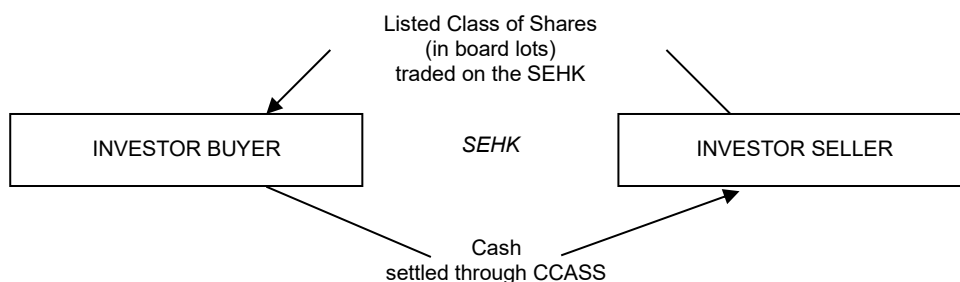 Listed Class of Shares
(in board lots)
traded on the SEHK
INVESTOR BUYER
SEHK
INVESTOR SELLER
Cash
settled through CCASS